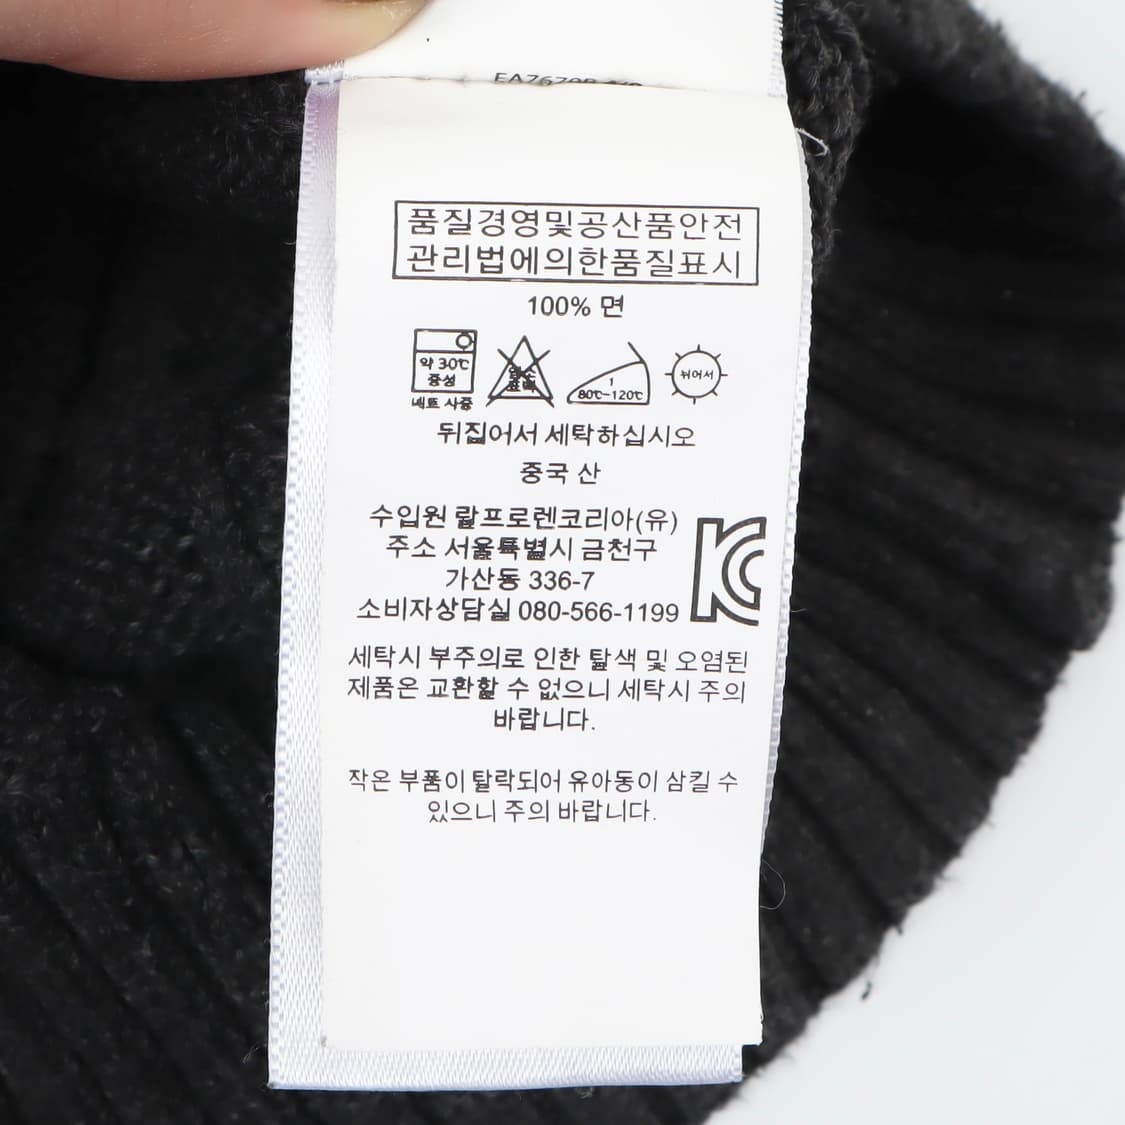 품질경영및공산품안전
관리법에의한품질표시
100% 면
약 30℃
중성
네트 사용
염소
표백
1
80℃-120℃
뉘어서
뒤집어서 세탁하십시오
중국 산
수입원 랄프로렌코리아(유)
주소 서울특별시 금천구
가산동 336-7
소비자상담실 080-566-1199
세탁시 부주의로 인한 탈색 및 오염된
제품은 교환할 수 없으니 세탁시 주의
바랍니다.
작은 부품이 탈락되어 유아동이 삼킬 수
있으니 주의 바랍니다.